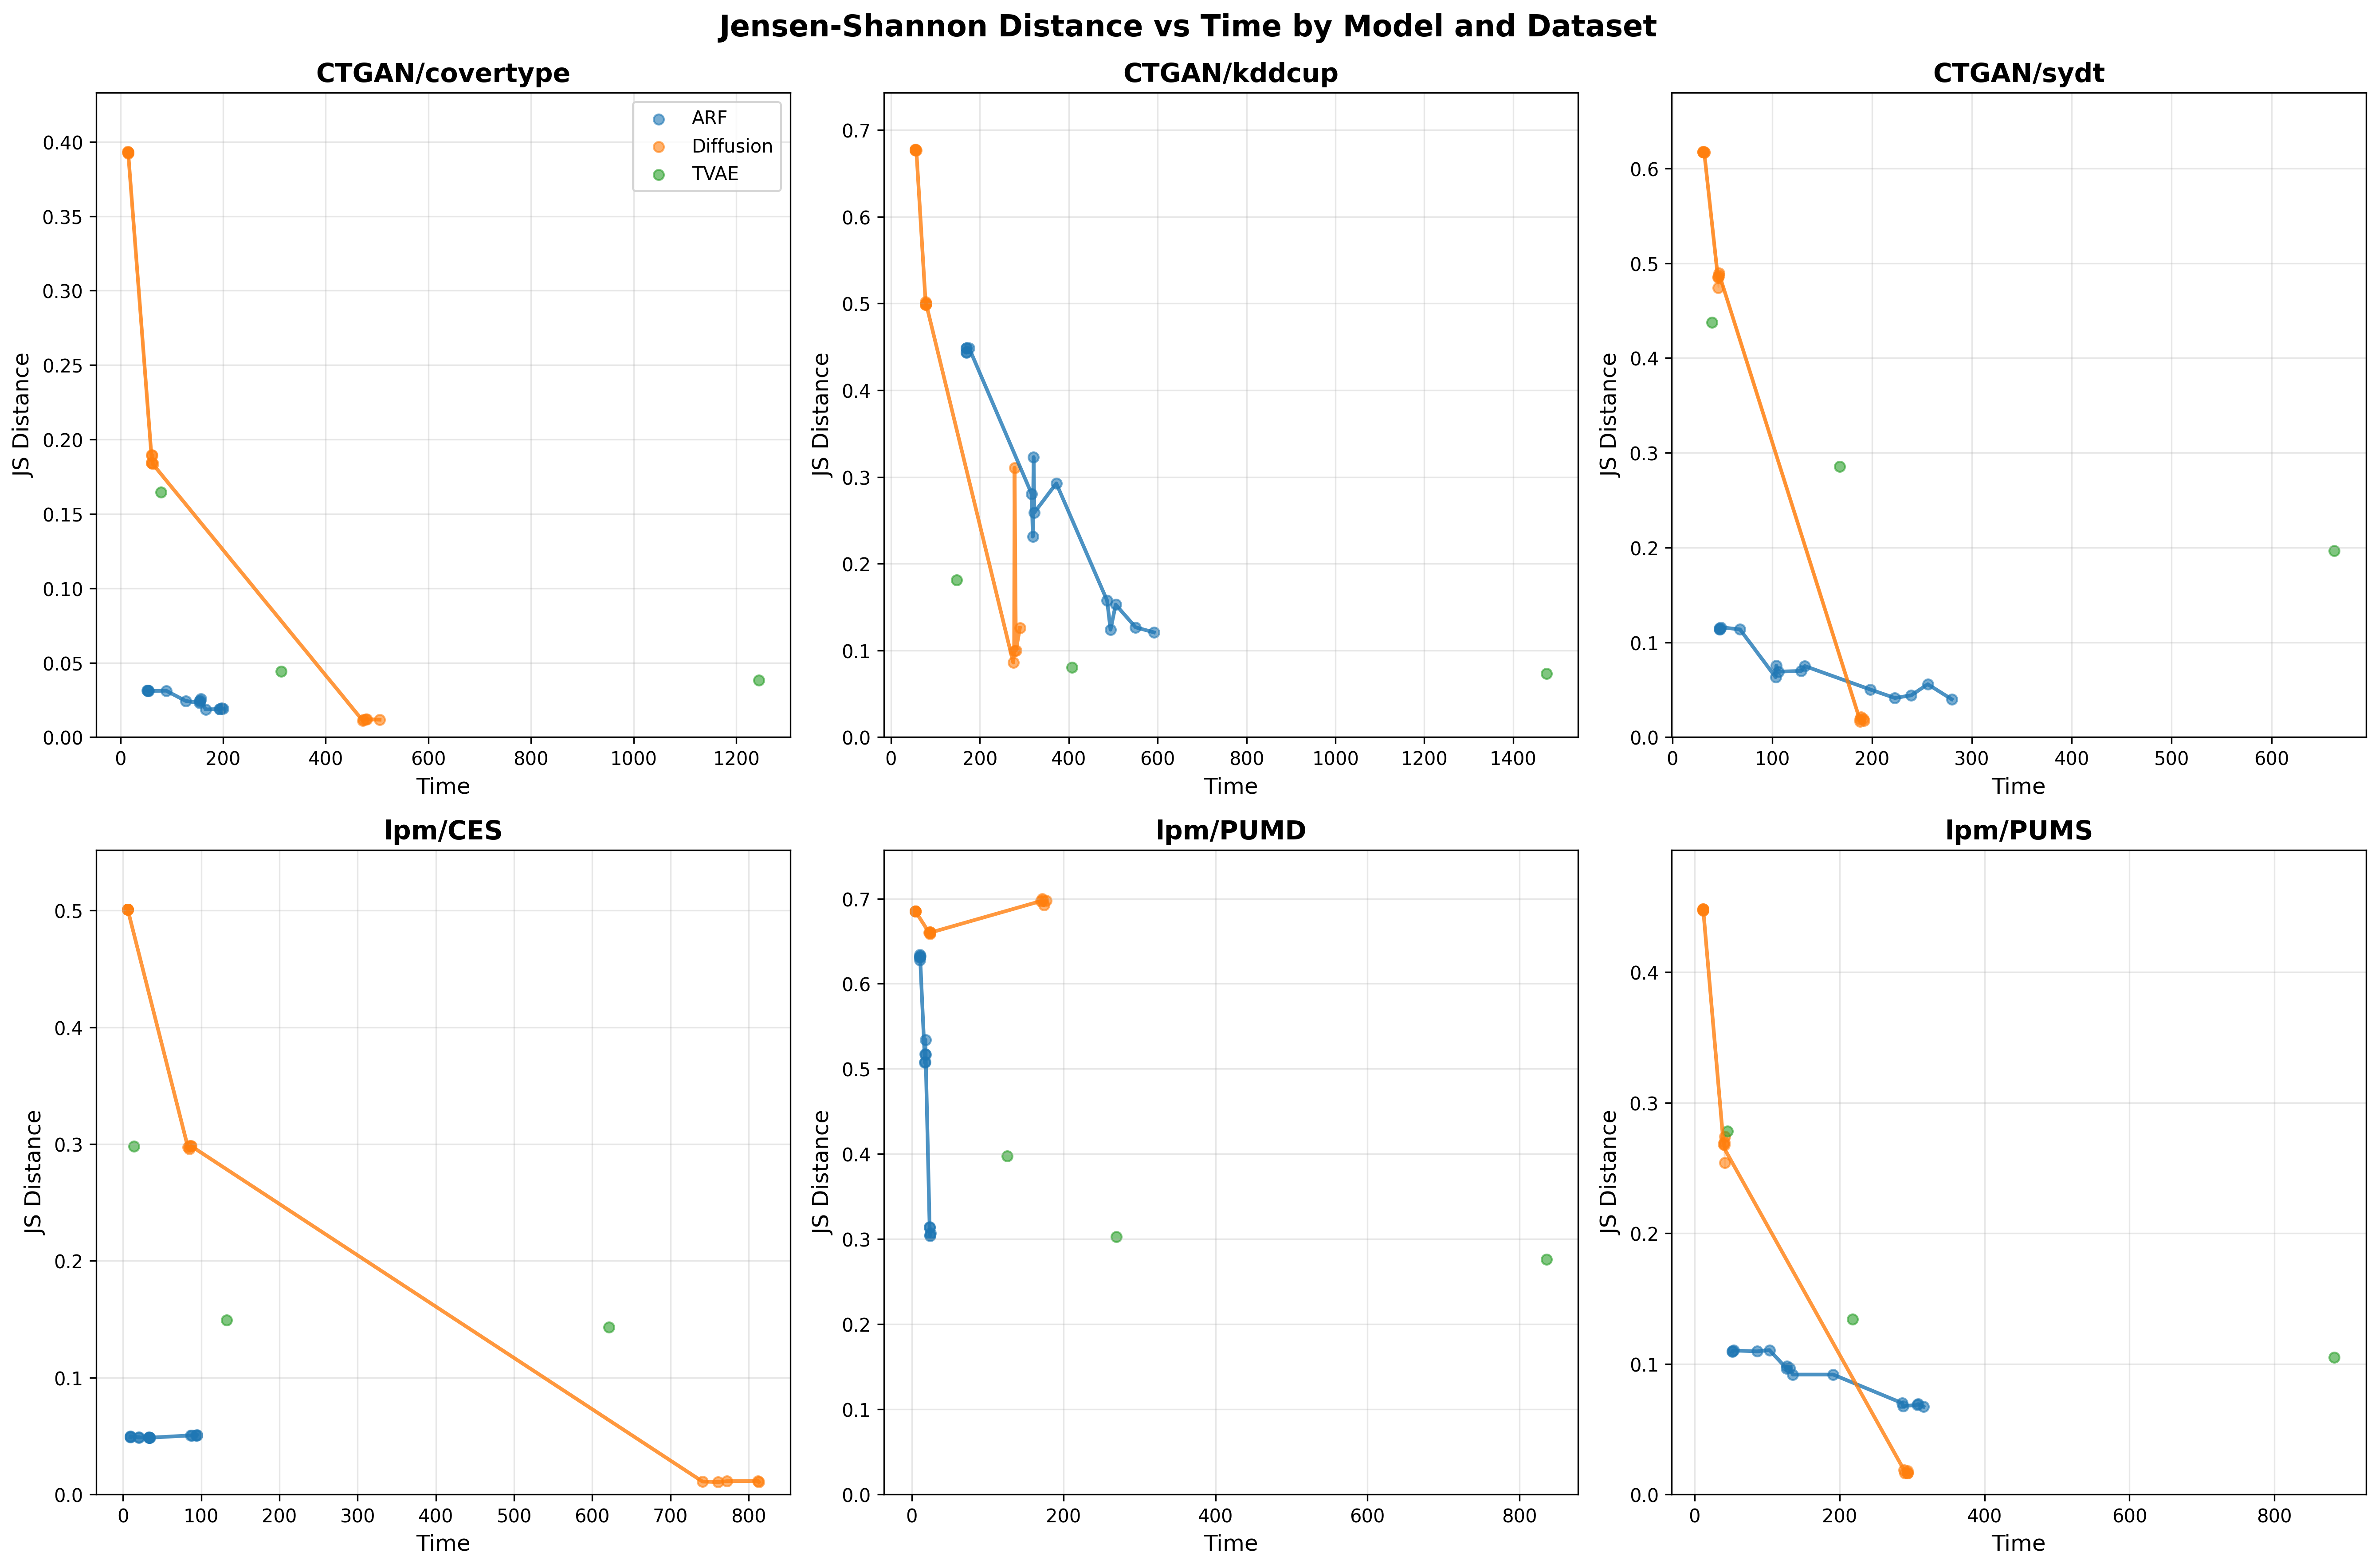 Jensen-Shannon Distance vs Time by Model and Dataset
CTGAN/covertype
CTGAN/kddcup
CTGAN/sydt
ARF
Diffusion
TVAE
JS Distance
0.40
0.35
0.30
0.25
0.20
0.15
0.10
0.05
0.00
0 200 400 600 800 1000 1200
Time
JS Distance
0.7
0.6
0.5
0.4
0.3
0.2
0.1
0.0
0 200 400 600 800 1000 1200 1400
Time
JS Distance
0.6
0.5
0.4
0.3
0.2
0.1
0.0
0 100 200 300 400 500 600
Time
lpm/CES
lpm/PUMD
lpm/PUMS
JS Distance
0.5
0.4
0.3
0.2
0.1
0.0
0 100 200 300 400 500 600 700 800
Time
JS Distance
0.7
0.6
0.5
0.4
0.3
0.2
0.1
0.0
0 200 400 600 800
Time
JS Distance
0.4
0.3
0.2
0.1
0.0
0 200 400 600 800
Time